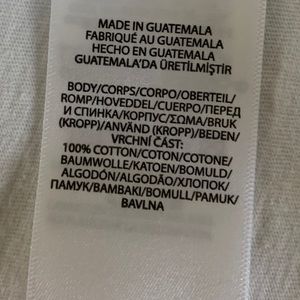 MADE IN GUATEMALA
FABRIQUÉ AU GUATEMALA
HECHO EN GUATEMALA
GUATEMALA'DA ÜRETİLMİŞTİR
BODY/CORPS/CORPO/OBERTEIL/
ROMP/HOVEDDEL/CUERPO/ПЕРЕД
И СПИНКА/KOРПУС/ΣΩΜΑ/BRUK
(KROPP)/ANVÄND (KROPP)/BEDEN/
VRCHNÍ ČÁST:
100% COTTON/COTON/COTONE/
BAUMWOLLE/KATOEN/BOMULD/
ALGODÓN/ALGODÃO/ХЛОПОК/
ПАМУК/ΒΑΜΒΑΚΙ/BOMULL/PAMUK/
BAVLNA